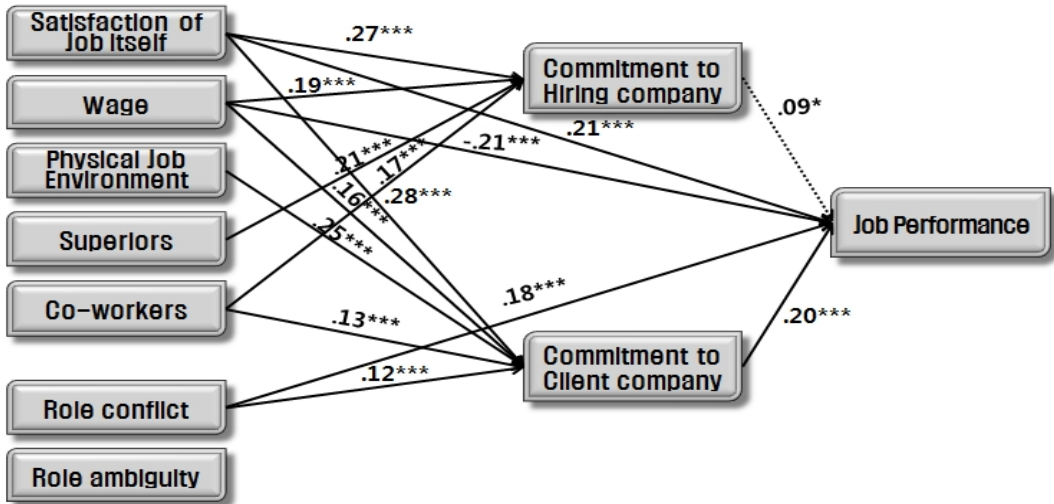 Satisfaction of
Job Itself
Wage
Physical Job
Environment
Superiors
Co-workers
Role conflict
Role ambiguity
.27***
.19***
.21***
.17***
.16***
.28***
.25***
.13***
.12***
Commitment to
Hiring company
Commitment to
Client company
.09*
.21***
-.21***
.18***
.20***
Job Performance